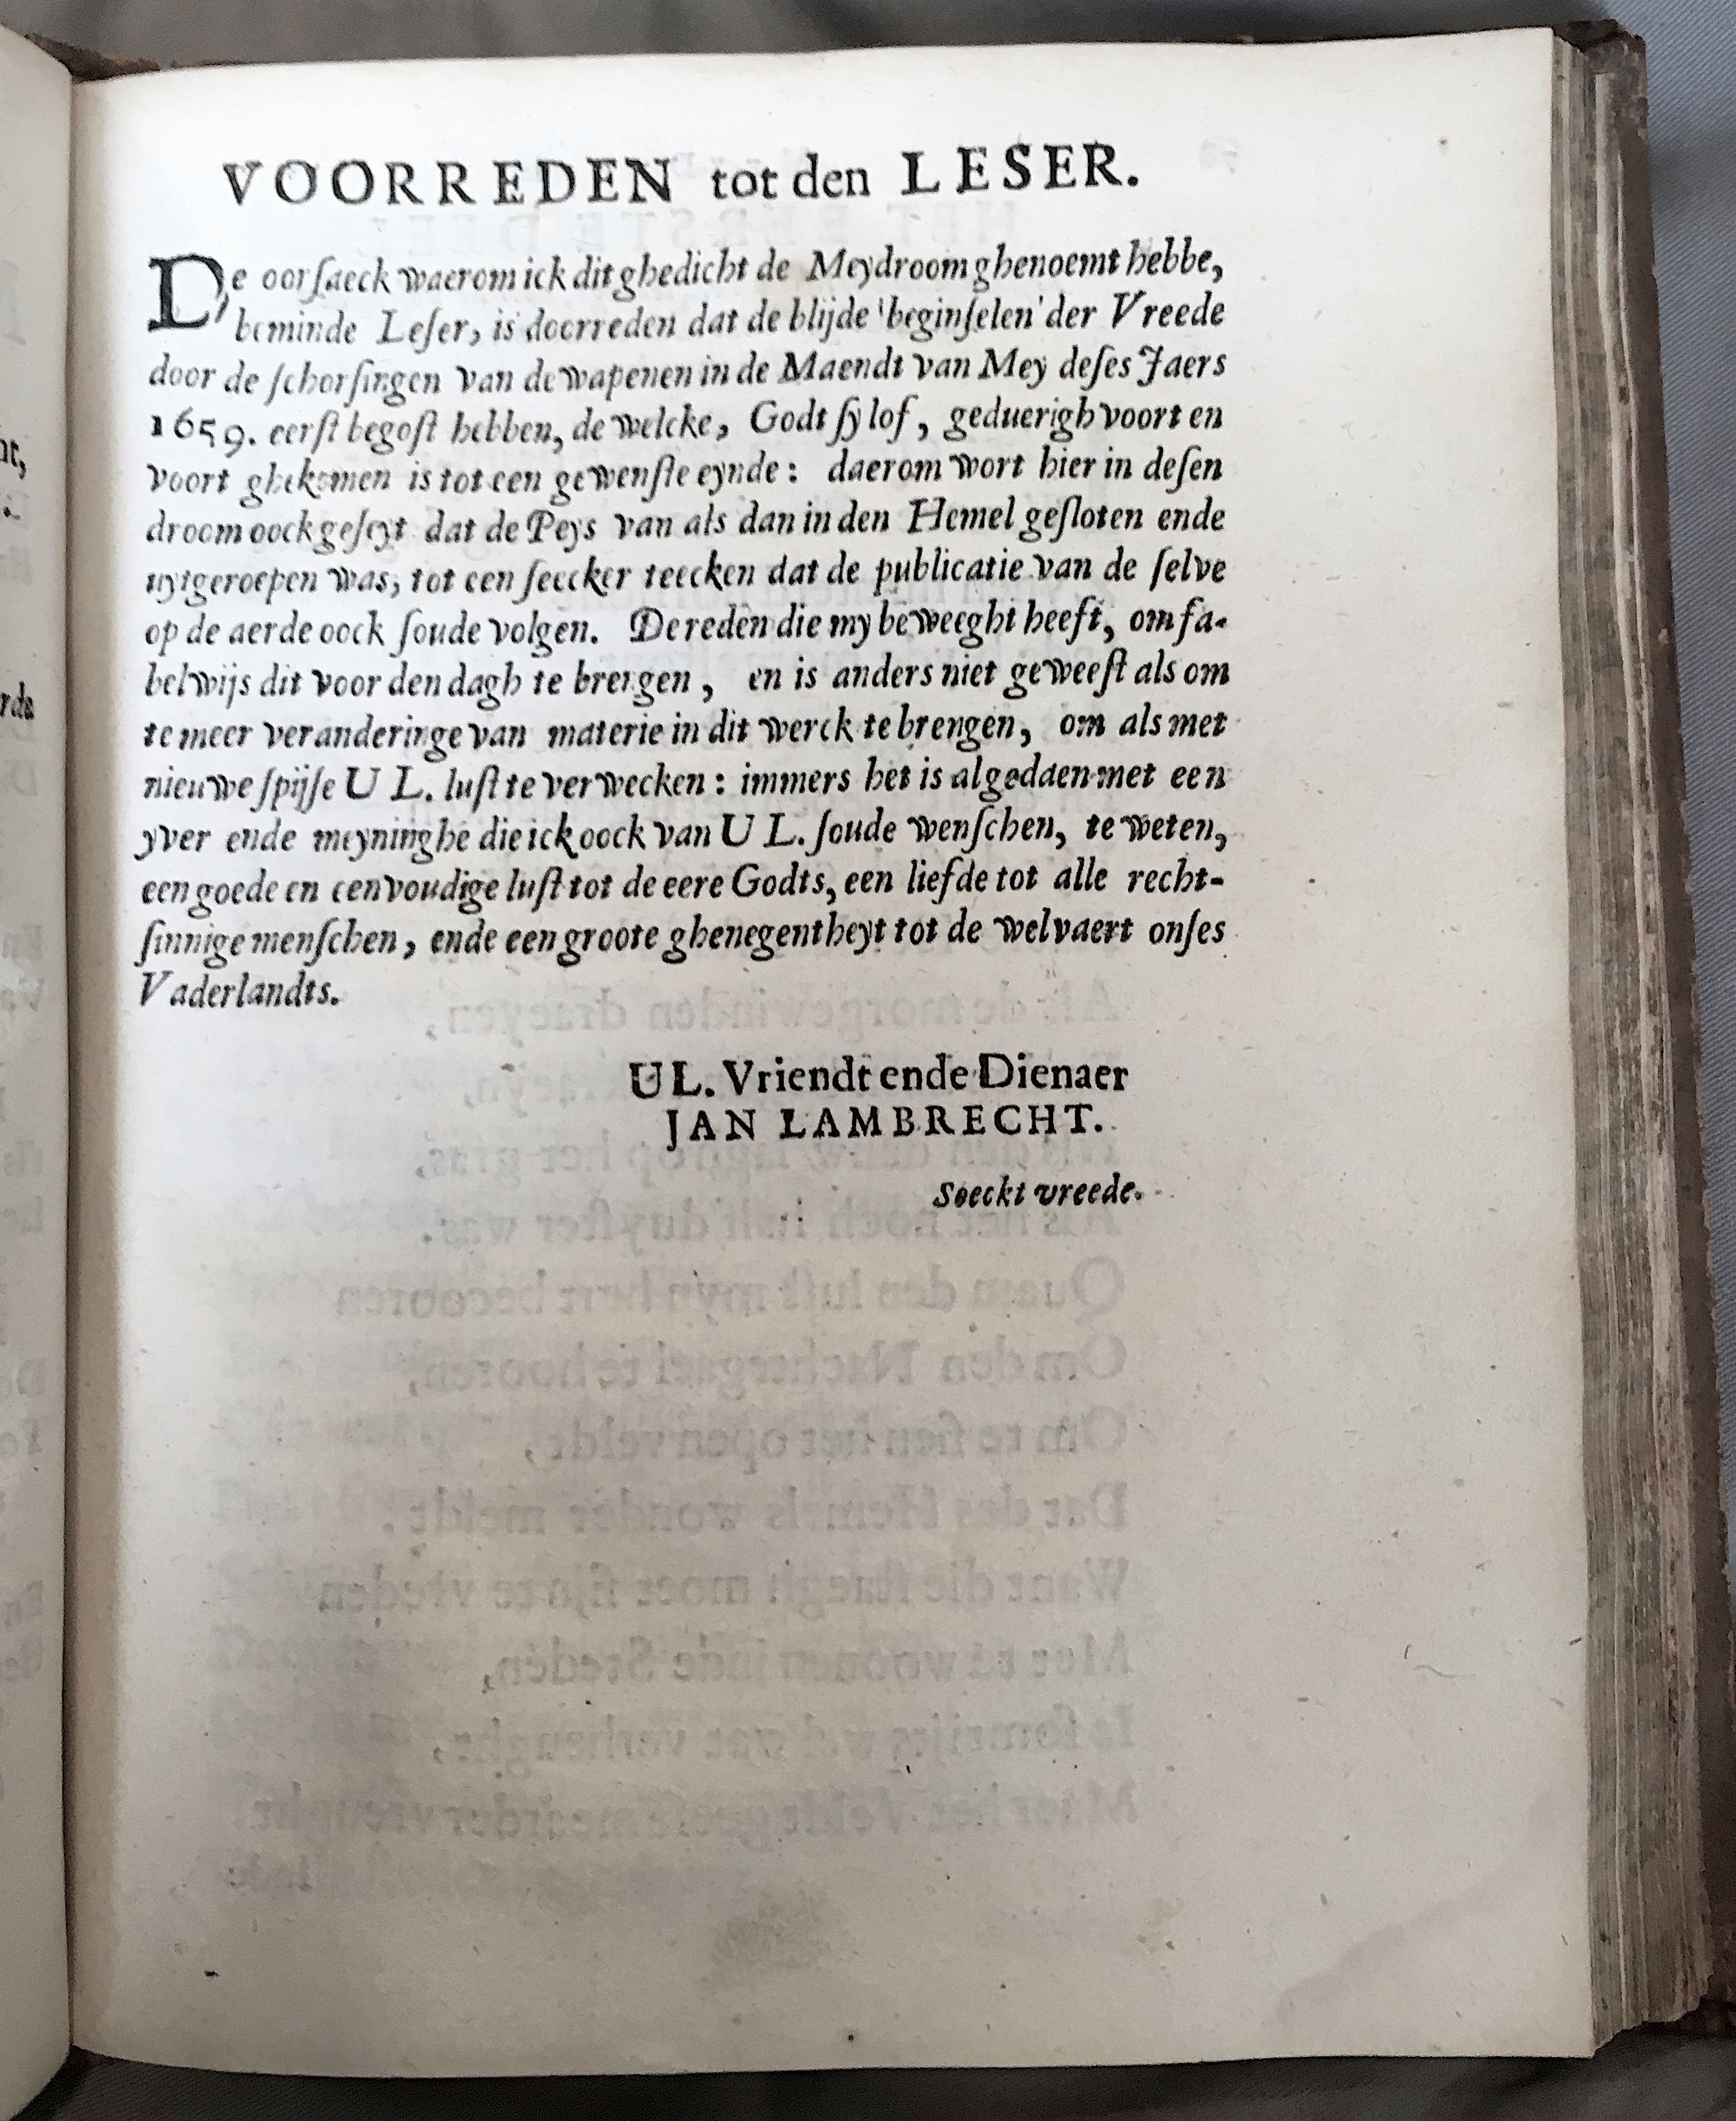 VOORREDEN tot den LESER.
De oorſaeck waerom ick dit ghedicht de Meydroom ghenoemt hebbe,
beminde Leſer, is doorreden dat de blijde beginſelen der Vreede
door de ſchorſingen van de wapenen in de Maendt van Mey deſes Jaers
1659. eerſt begoſt hebben, de welcke, Godt ſy lof, geduerigh voort en
voort ghekomen is tot een gewenſte eynde: daerom wort hier in deſen
droom oock geſeyt dat de Peys van als dan in den Hemel geſloten ende
uytgeroepen was, tot een ſeecker teecken dat de publicatie van de ſelve
op de aerde oock ſoude volgen. De reden die my beweeght heeft, om fa-
belwijs dit voor den dagh te brengen, en is anders niet geweeſt als om
te meer veranderinge van materie in dit werck te brengen, om als met
nieuwe ſpijſe U L. luſt te verwecken: immers het is al gedaen met een
yver ende meyninghe die ick oock van U L. ſoude wenſchen, te weten,
een goede en eenvoudige luſt tot de eere Godts, een liefde tot alle recht-
ſinnige menſchen, ende een groote ghenegentheyt tot de welvaert onſes
Vaderlandts.
UL. Vriendt ende Dienaer
JAN LAMBRECHT.
Soeckt vreede.